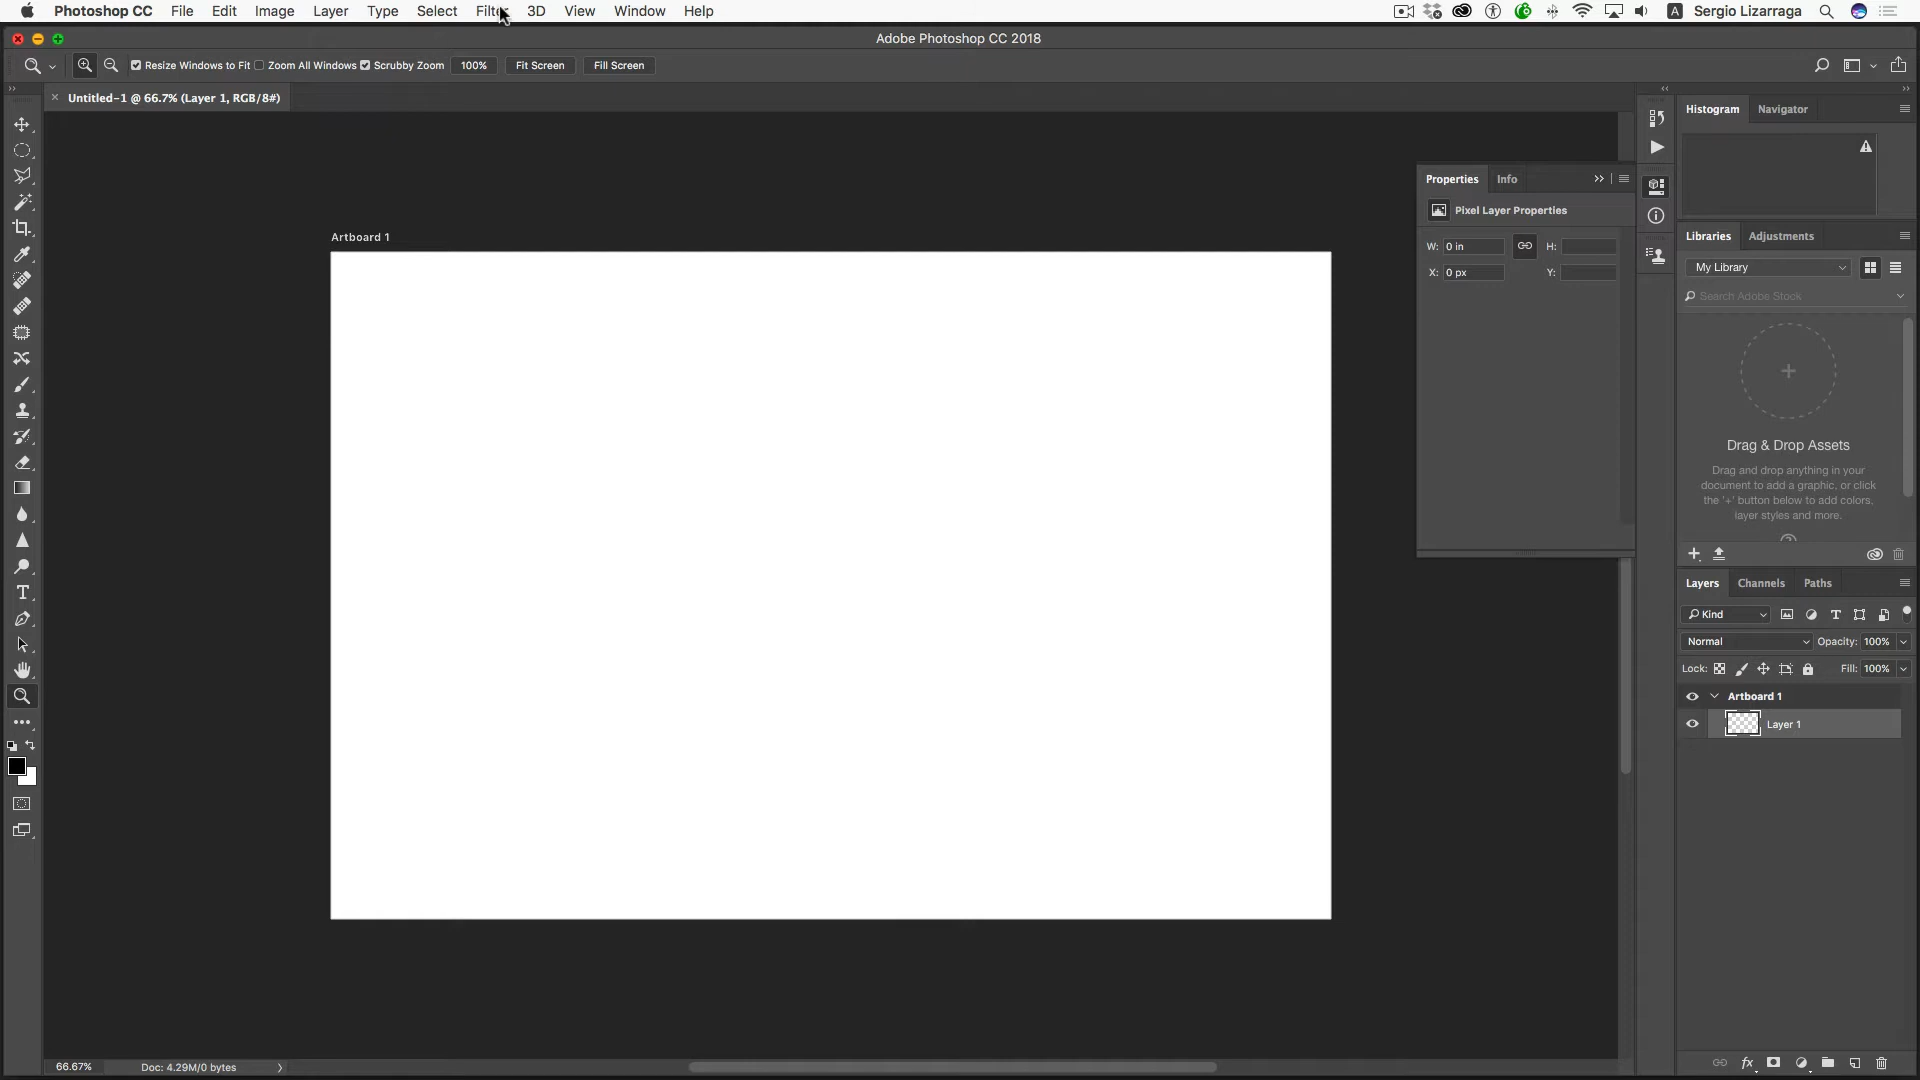 Photoshop CC File Edit Image Layer Type Select Filter 3D View Window Help A Sergio Lizarraga
Adobe Photoshop CC 2018
Resize Windows to Fit Zoom All Windows Scrubby Zoom 100% Fit Screen Fill Screen
× Untitled-1 @ 66.7% (Layer 1, RGB/8#)
Histogram Navigator
Properties Info
Pixel Layer Properties
W: 0 in H:
X: 0 px Y:
Artboard 1
Libraries Adjustments
My Library
Search Adobe Stock
Drag & Drop Assets
Drag and drop anything in your
document to add a graphic, or click
the '+' button below to add colors,
layer styles and more.
Layers Channels Paths
Kind
Normal Opacity: 100%
Lock: Fill: 100%
Artboard 1
Layer 1
fx
66.67% Doc: 4.29M/0 bytes